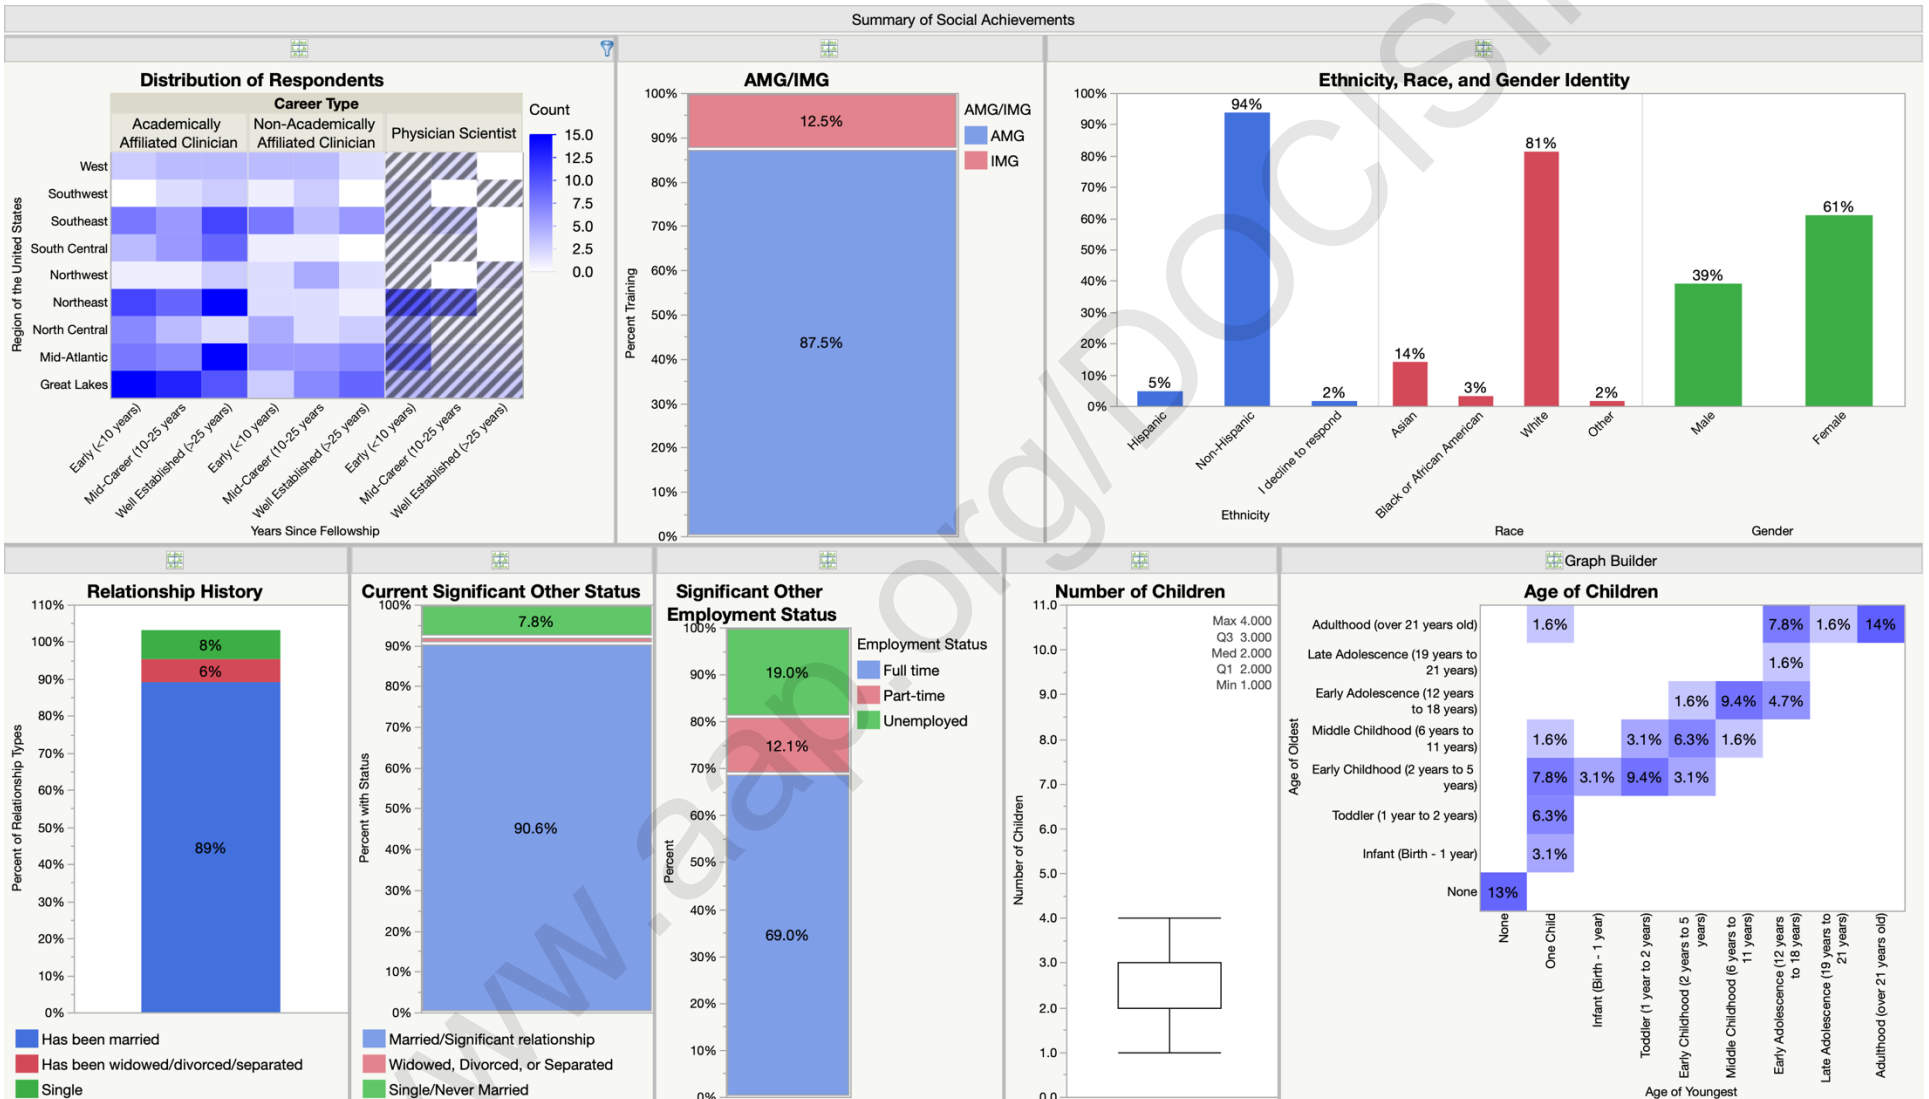 Summary of Social Achievements
Distribution of Respondents
Career Type
Academically
Affiliated Clinician
Non-Academically
Affiliated Clinician
Physician Scientist
Count
15.0
12.5
10.0
7.5
5.0
2.5
0.0
Region of the United States
West
Southwest
Southeast
South Central
Northwest
Northeast
North Central
Mid-Atlantic
Great Lakes
Early (<10 years)
Mid-Career (10-25 years
Well Established (>25 years)
Early (<10 years)
Mid-Career (10-25 years
Well Established (>25 years)
Early (<10 years)
Mid-Career (10-25 years
Well Established (>25 years)
Years Since Fellowship
AMG/IMG
Percent Training
100%
90%
80%
70%
60%
50%
40%
30%
20%
10%
0%
12.5%
87.5%
AMG/IMG
AMG
IMG
Ethnicity, Race, and Gender Identity
100%
90%
80%
70%
60%
50%
40%
30%
20%
10%
0%
5%
94%
2%
14%
3%
81%
2%
39%
61%
Hispanic
Non-Hispanic
I decline to respond
Asian
Black or African American
White
Other
Male
Female
Ethnicity
Race
Gender
Relationship History
Percent of Relationship Types
110%
100%
90%
80%
70%
60%
50%
40%
30%
20%
10%
0%
8%
6%
89%
Has been married
Has been widowed/divorced/separated
Single
Current Significant Other Status
Percent with Status
100%
90%
80%
70%
60%
50%
40%
30%
20%
10%
0%
7.8%
90.6%
Married/Significant relationship
Widowed, Divorced, or Separated
Single/Never Married
Significant Other
Employment Status
Percent
100%
90%
80%
70%
60%
50%
40%
30%
20%
10%
0%
19.0%
12.1%
69.0%
Employment Status
Full time
Part-time
Unemployed
Number of Children
Number of Children
11.0
10.0
9.0
8.0
7.0
6.0
5.0
4.0
3.0
2.0
1.0
0.0
Max 4.000
Q3 3.000
Med 2.000
Q1 2.000
Min 1.000
Graph Builder
Age of Children
Age of Oldest
Adulthood (over 21 years old)
1.6%
7.8%
1.6%
14%
Late Adolescence (19 years to
21 years)
1.6%
Early Adolescence (12 years
to 18 years)
1.6%
9.4%
4.7%
Middle Childhood (6 years to
11 years)
1.6%
3.1%
6.3%
1.6%
Early Childhood (2 years to 5
years)
7.8%
3.1%
9.4%
3.1%
Toddler (1 year to 2 years)
6.3%
Infant (Birth - 1 year)
3.1%
None
13%
None
One Child
Infant (Birth - 1 year)
Toddler (1 year to 2 years)
Early Childhood (2 years to 5
years)
Middle Childhood (6 years to
11 years)
Early Adolescence (12 years
to 18 years)
Late Adolescence (19 years to
21 years)
Adulthood (over 21 years old)
Age of Youngest
www.aap.org/DOCISI